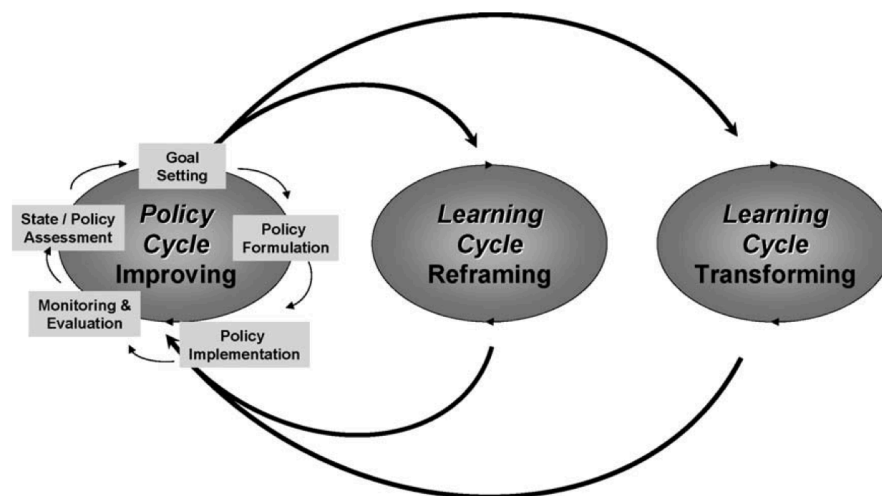 Goal
Setting
State / Policy
Assessment
Policy
Cycle
Improving
Policy
Formulation
Monitoring &
Evaluation
Policy
Implementation
Learning
Cycle
Reframing
Learning
Cycle
Transforming